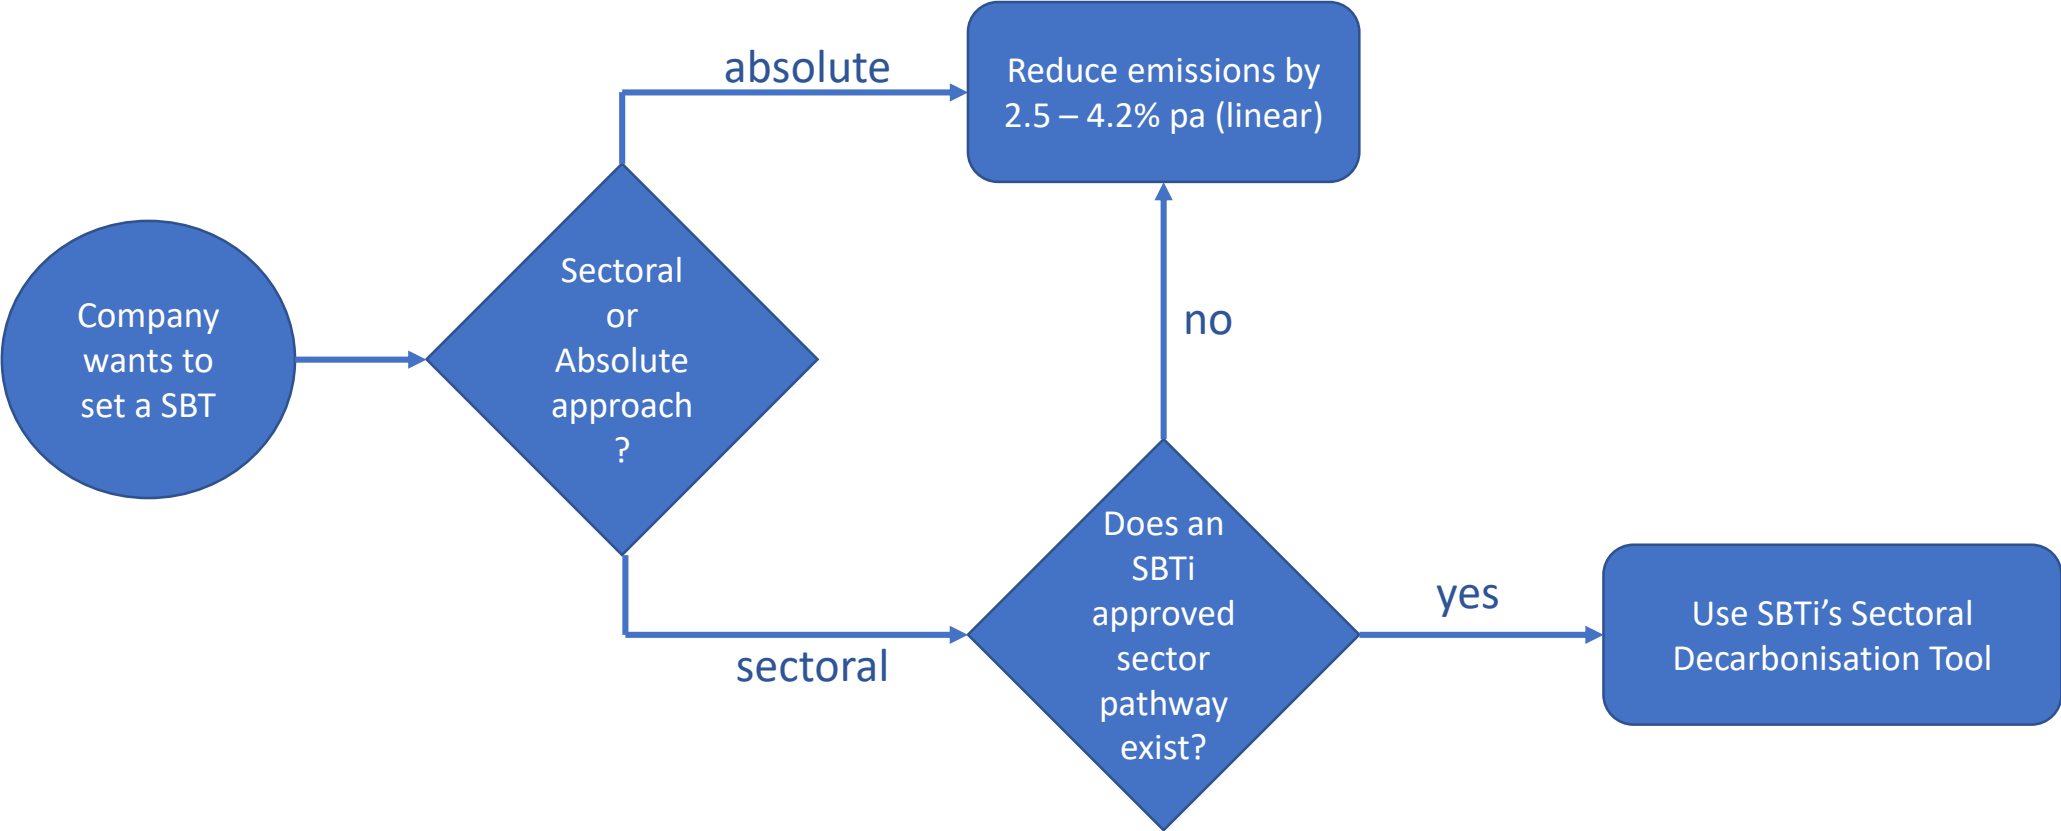 Company
wants to
set a SBT
Sectoral
or
Absolute
approach
?
absolute
Reduce emissions by
2.5 – 4.2% pa (linear)
sectoral
Does an
SBTi
approved
sector
pathway
exist?
no
yes
Use SBTi’s Sectoral
Decarbonisation Tool